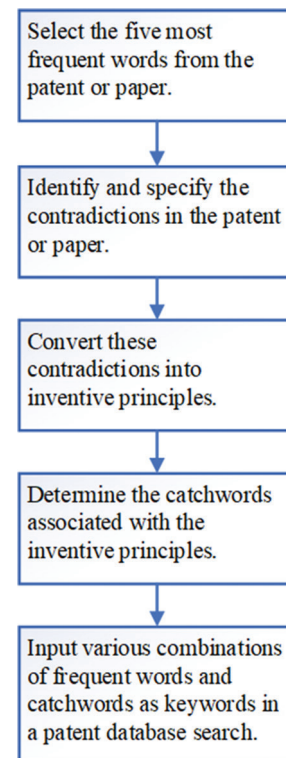 Select the five most
frequent words from the
patent or paper.
Identify and specify the
contradictions in the patent
or paper.
Convert these
contradictions into
inventive principles.
Determine the catchwords
associated with the
inventive principles.
Input various combinations
of frequent words and
catchwords as keywords in
a patent database search.